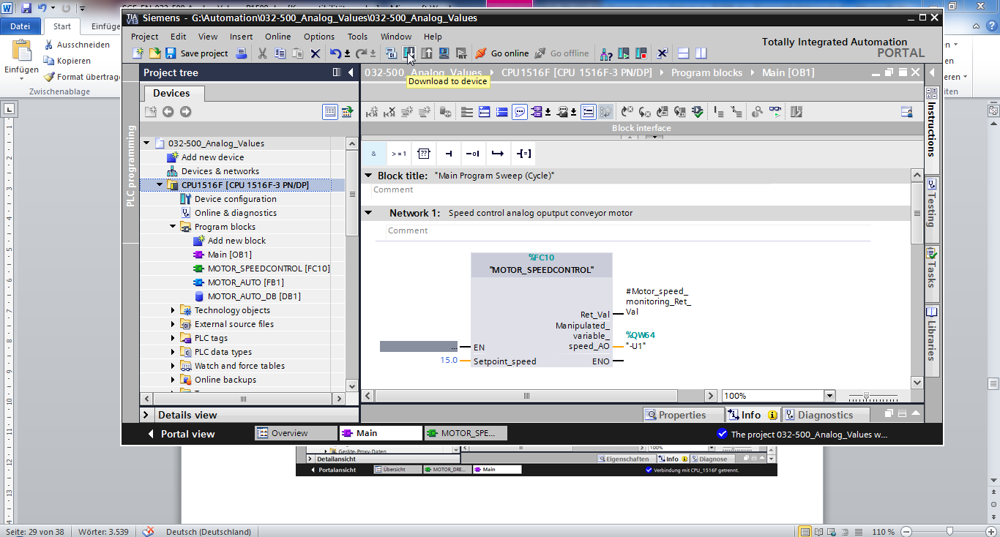 Siemens - G:\Automation\032-500_Analog_Values\032-500_Analog_Values
TIA
V13
Datei
Start
Einfüge
Project Edit View Insert Online Options Tools Window Help
Totally Integrated Automation
PORTAL
Save project
Go online
Go offline
Ausschneiden
Kopieren
Format übertrage
Einfügen
Zwischenablage
Project tree
032-500_Analog_Values CPU1516F [CPU 1516F-3 PN/DP] Program blocks Main [OB1]
Download to device
Devices
Block interface
PLC programming
032-500_Analog_Values
Add new device
Devices & networks
CPU1516F [CPU 1516F-3 PN/DP]
Device configuration
Online & diagnostics
Program blocks
Add new block
Main [OB1]
MOTOR_SPEEDCONTROL [FC10]
MOTOR_AUTO [FB1]
MOTOR_AUTO_DB [DB1]
Technology objects
External source files
PLC tags
PLC data types
Watch and force tables
Online backups
& >=1 ??
Block title: "Main Program Sweep (Cycle)"
Comment
Network 1: Speed control analog oputput conveyor motor
Comment
%FC10
"MOTOR_SPEEDCONTROL"
#Motor_speed_
monitoring_Ret_
Val
Ret_Val
Manipulated_
variable_
speed_AO
%QW64
"-U1"
... EN
15.0 Setpoint_speed
ENO
100%
Instructions
Testing
Tasks
Libraries
Details view
Properties Info Diagnostics
Portal view
Overview
Main
MOTOR_SPE...
The project 032-500_Analog_Values w...
Geräte-Proxy-Daten
100%
Detailansicht
Eigenschaften Info Diagnose
Portalansicht
Übersicht
MOTOR_DRE...
Main
Verbindung mit CPU_1516F getrennt.
Seite: 29 von 38
Wörter: 3.539
Deutsch (Deutschland)
110 %